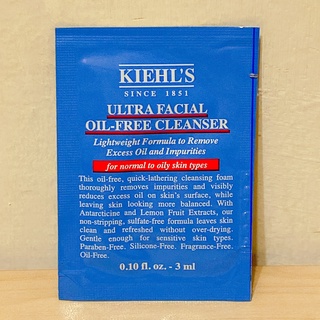 KIEHL'S
SINCE 1851
ULTRA FACIAL
OIL-FREE CLEANSER
Lightweight Formula to Remove
Excess Oil and Impurities
for normal to oily skin types
This oil-free, quick-lathering cleansing foam
thoroughly removes impurities and visibly
reduces excess oil on skin's surface, while
leaving skin looking more balanced. With
Antarcticine and Lemon Fruit Extracts, our
non-stripping, sulfate-free formula leaves skin
clean and refreshed without over-drying.
Gentle enough for sensitive skin types.
Paraben-Free. Silicone-Free. Fragrance-Free.
Oil-Free.
0.10 fl. oz. - 3 ml